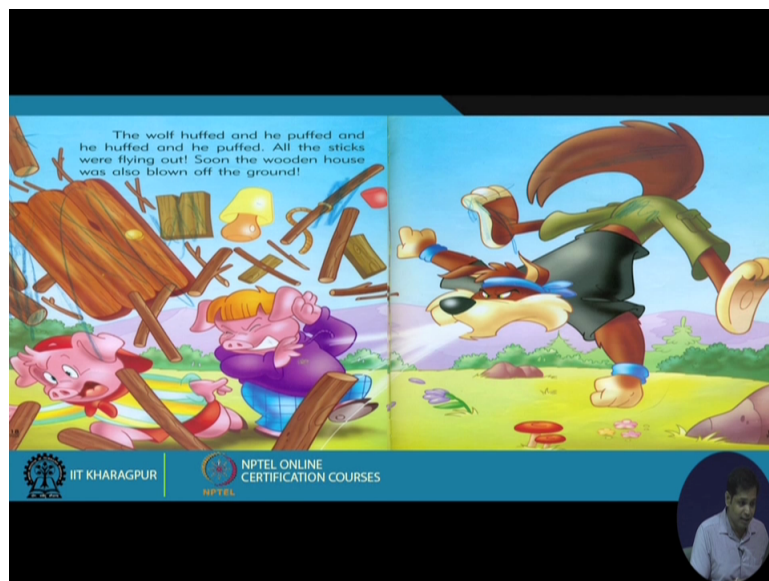 The wolf huffed and he puffed and
he huffed and he puffed. All the sticks
were flying out! Soon the wooden house
was also blown off the ground!
IIT KHARAGPUR
NPTEL
NPTEL ONLINE
CERTIFICATION COURSES